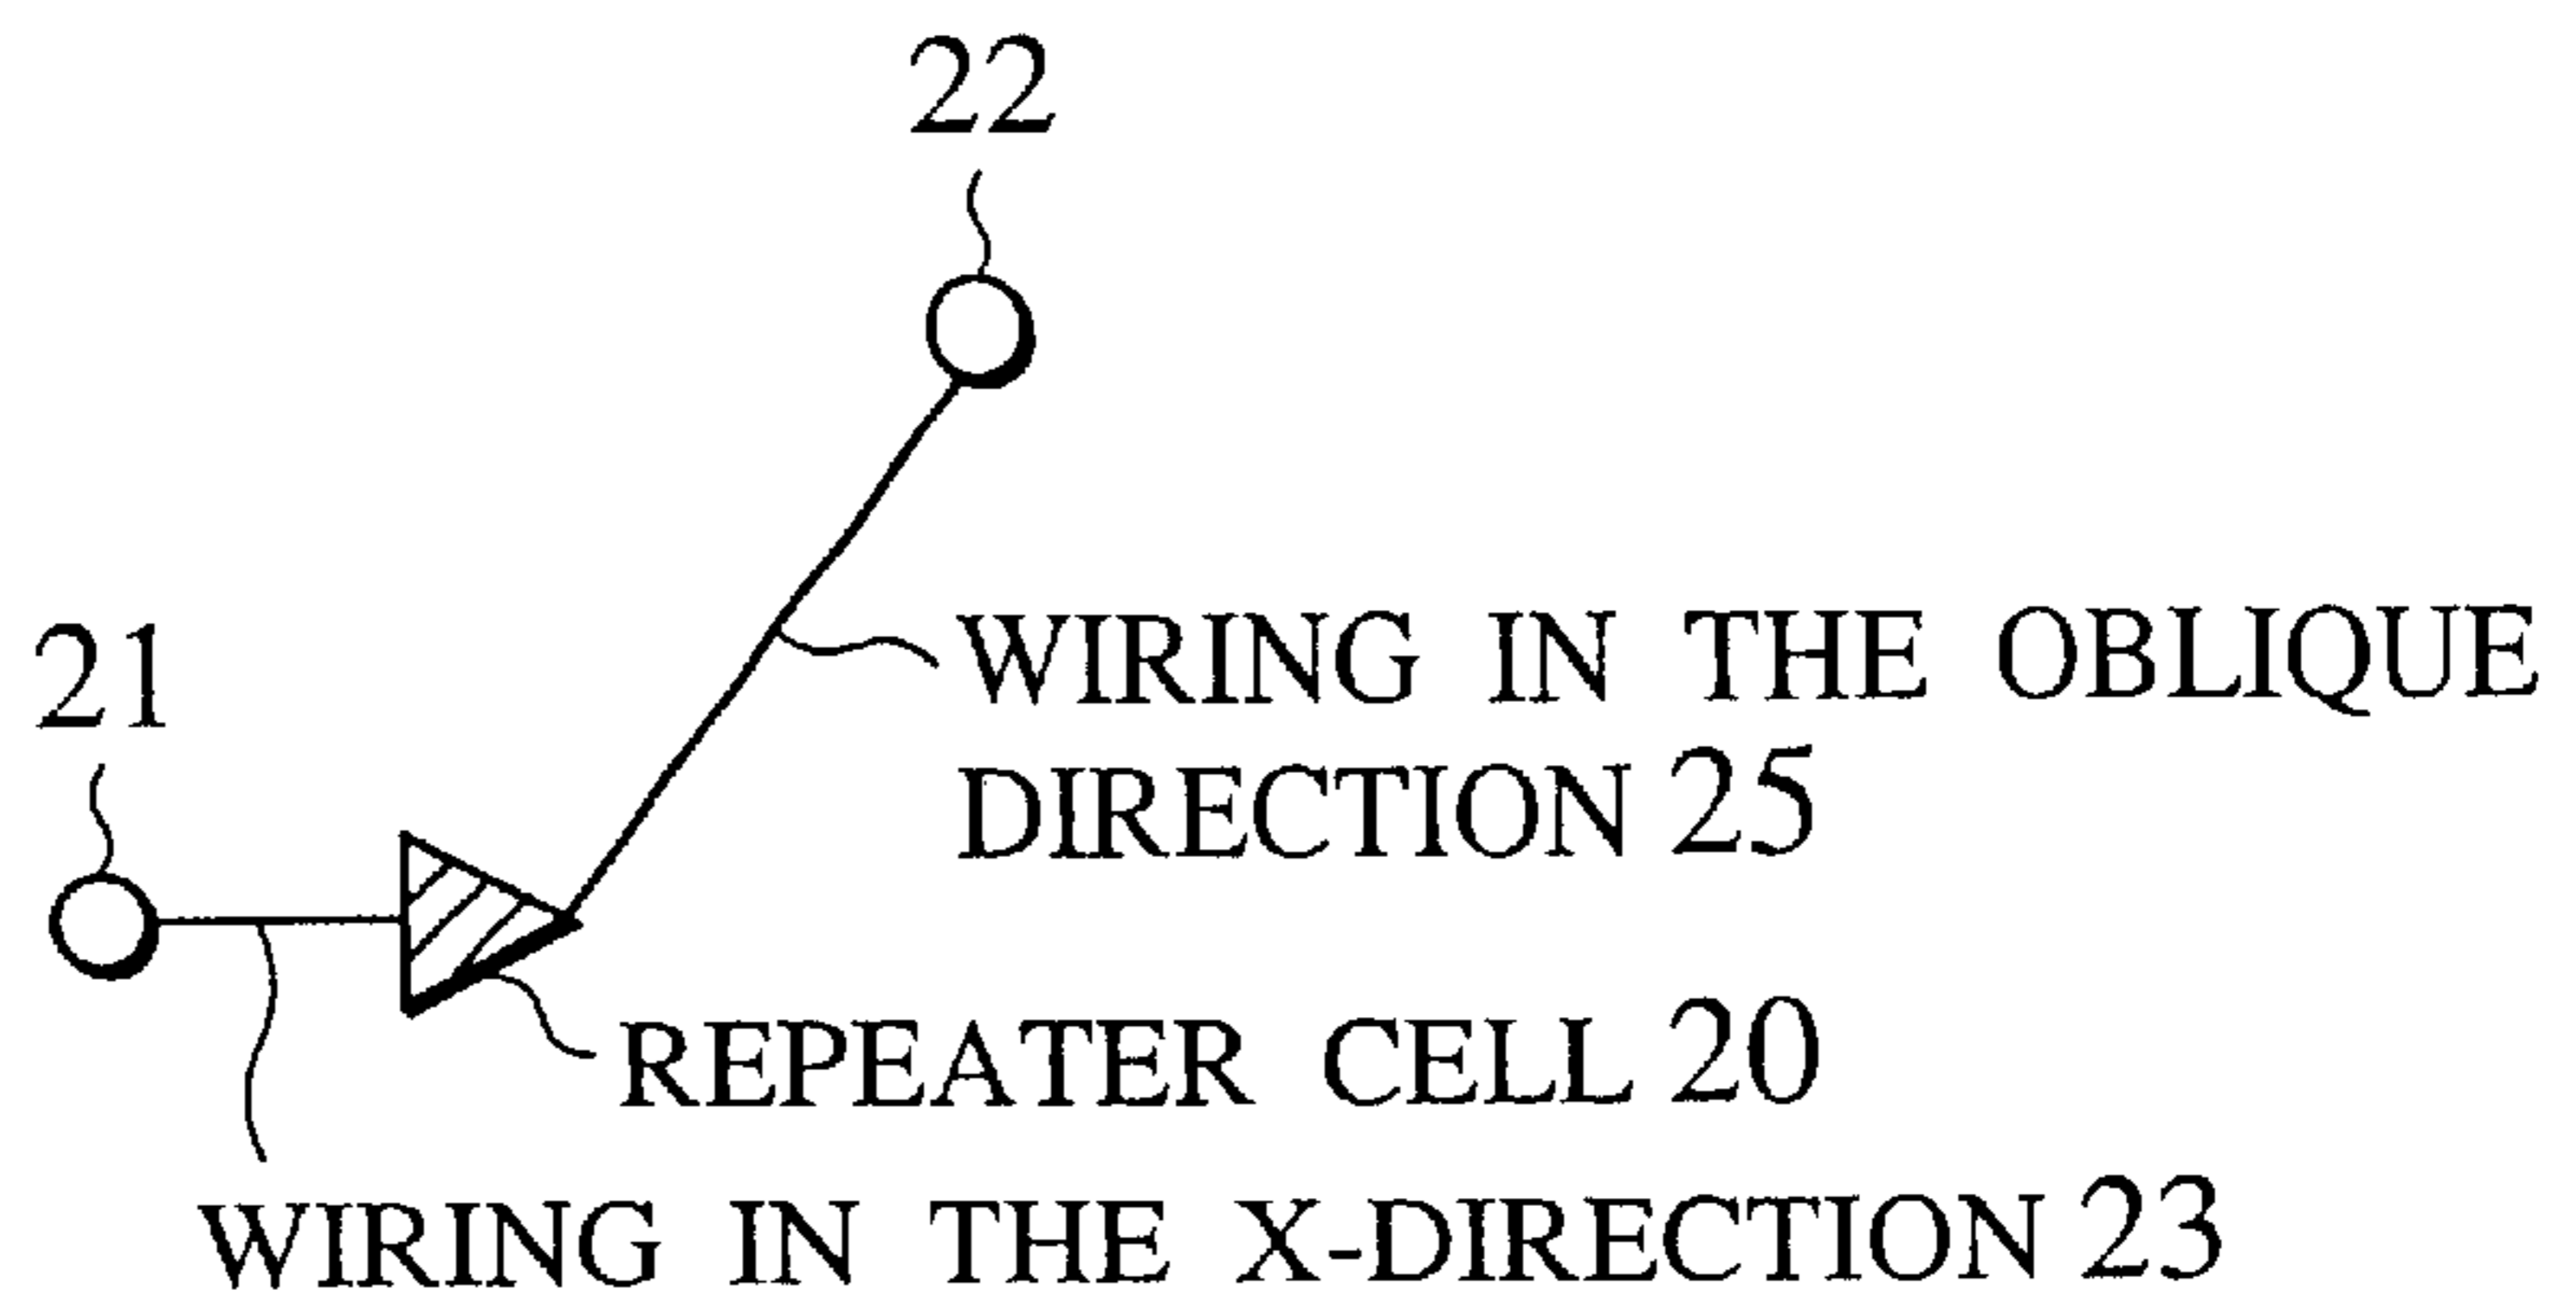 22
21
WIRING IN THE OBLIQUE
DIRECTION 25
REPEATER CELL 20
WIRING IN THE X-DIRECTION 23